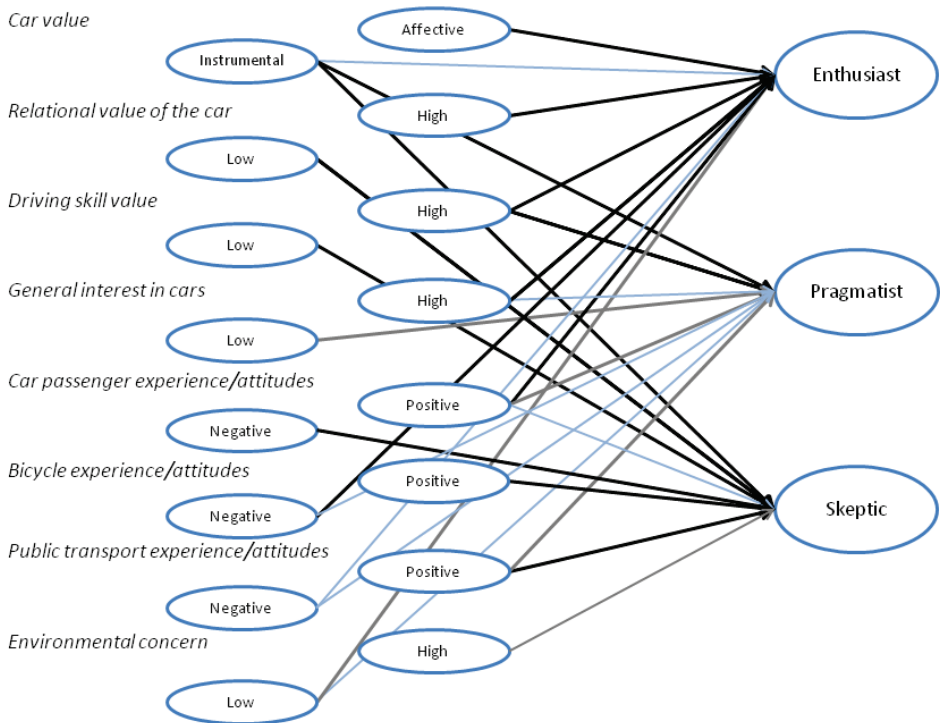 Car value
Affective
Instrumental
Enthusiast
Relational value of the car
High
Low
Driving skill value
High
Low
General interest in cars
High
Pragmatist
Low
Car passenger experience/attitudes
Positive
Negative
Bicycle experience/attitudes
Positive
Negative
Skeptic
Public transport experience/attitudes
Positive
Negative
Environmental concern
High
Low